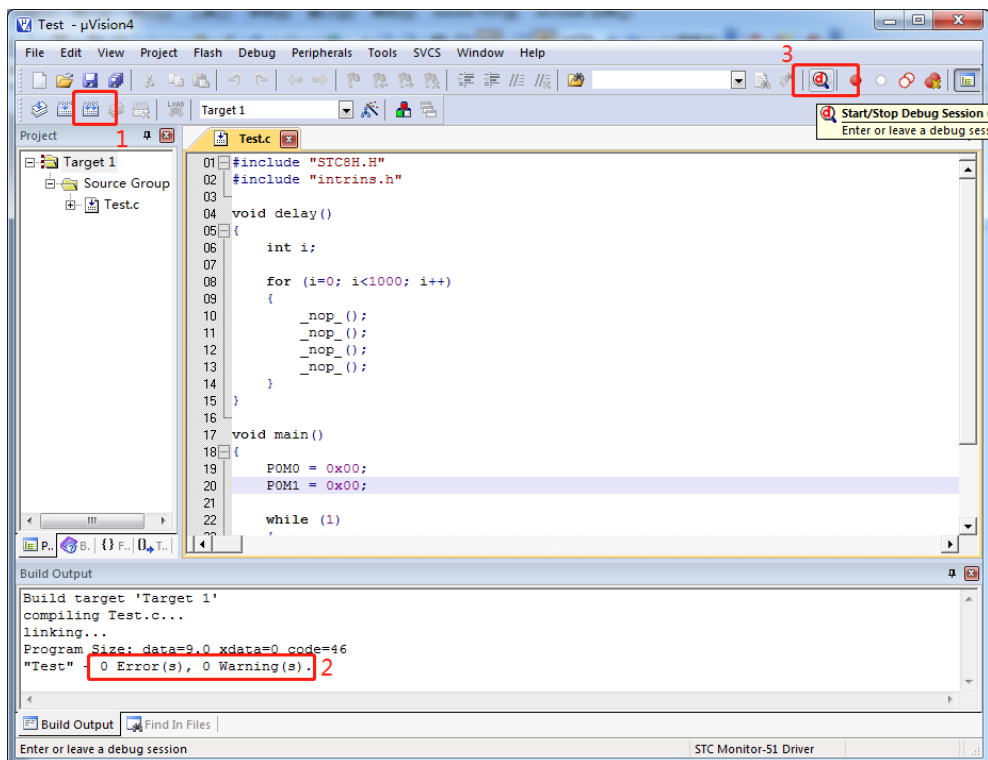 Test - µVision4
File Edit View Project Flash Debug Peripherals Tools SVCS Window Help
3
LOAD Target 1
Start/Stop Debug Session
Enter or leave a debug ses
Project
1
Test.c
Target 1
Source Group
Test.c
01 #include "STC8H.H"
02 #include "intrins.h"
03
04 void delay()
05 {
06 int i;
07
08 for (i=0; i<1000; i++)
09 {
10 _nop_();
11 _nop_();
12 _nop_();
13 _nop_();
14 }
15 }
16
17 void main()
18 {
19 P0M0 = 0x00;
20 P0M1 = 0x00;
21
22 while (1)
23 {
P.. B. {} F.. 0 T..
Build Output
Build target 'Target 1'
compiling Test.c...
linking...
Program Size: data=9.0 xdata=0 code=46
"Test" - 0 Error(s), 0 Warning(s).
2
Build Output Find In Files
Enter or leave a debug session STC Monitor-51 Driver